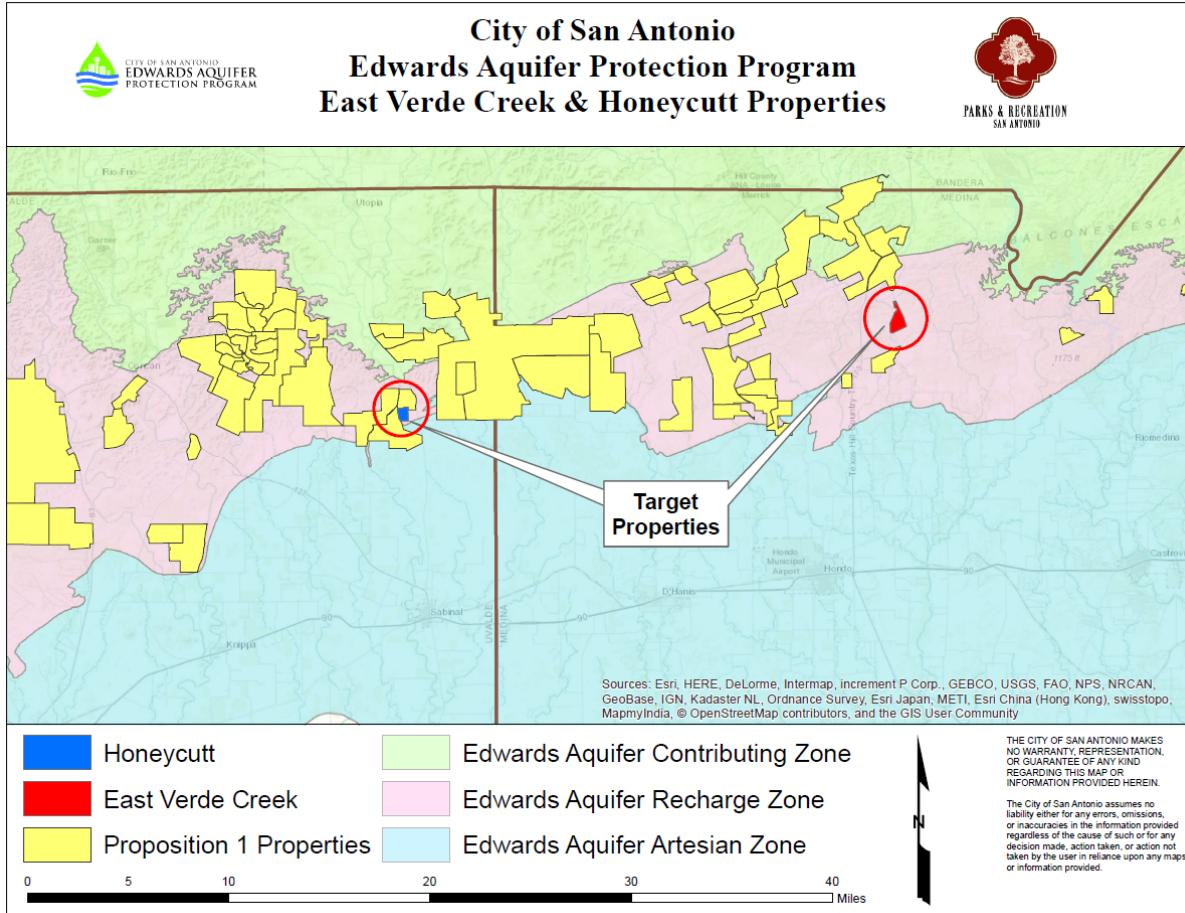 City of San Antonio
Edwards Aquifer Protection Program
East Verde Creek & Honeycutt Properties
CITY OF SAN ANTONIO
EDWARDS AQUIFER
PROTECTION PROGRAM
PARKS & RECREATION
SAN ANTONIO
Rio Frio
Utopia
BANDERA
MEDINA
BALCONES ESCA
Garner
1175 ft
Riomedina
Target
Properties
Hondo
Municipal
Airport
Hondo
90
Castrovi
D'Hanis
Sabinal
90
90
UVALDE
MEDINA
Knippa
Sources: Esri, HERE, DeLorme, Intermap, increment P Corp., GEBCO, USGS, FAO, NPS, NRCAN,
GeoBase, IGN, Kadaster NL, Ordnance Survey, Esri Japan, METI, Esri China (Hong Kong), swisstopo,
MapmyIndia, © OpenStreetMap contributors, and the GIS User Community
Honeycutt
East Verde Creek
Proposition 1 Properties
Edwards Aquifer Contributing Zone
Edwards Aquifer Recharge Zone
Edwards Aquifer Artesian Zone
N
THE CITY OF SAN ANTONIO MAKES
NO WARRANTY, REPRESENTATION,
OR GUARANTEE OF ANY KIND
REGARDING THIS MAP OR
INFORMATION PROVIDED HEREIN.
The City of San Antonio assumes no
liability either for any errors, omissions,
or inaccuracies in the information provided
regardless of the cause of such or for any
decision made, action taken, or action not
taken by the user in reliance upon any maps
or information provided.
0 5 10 20 30 40
Miles